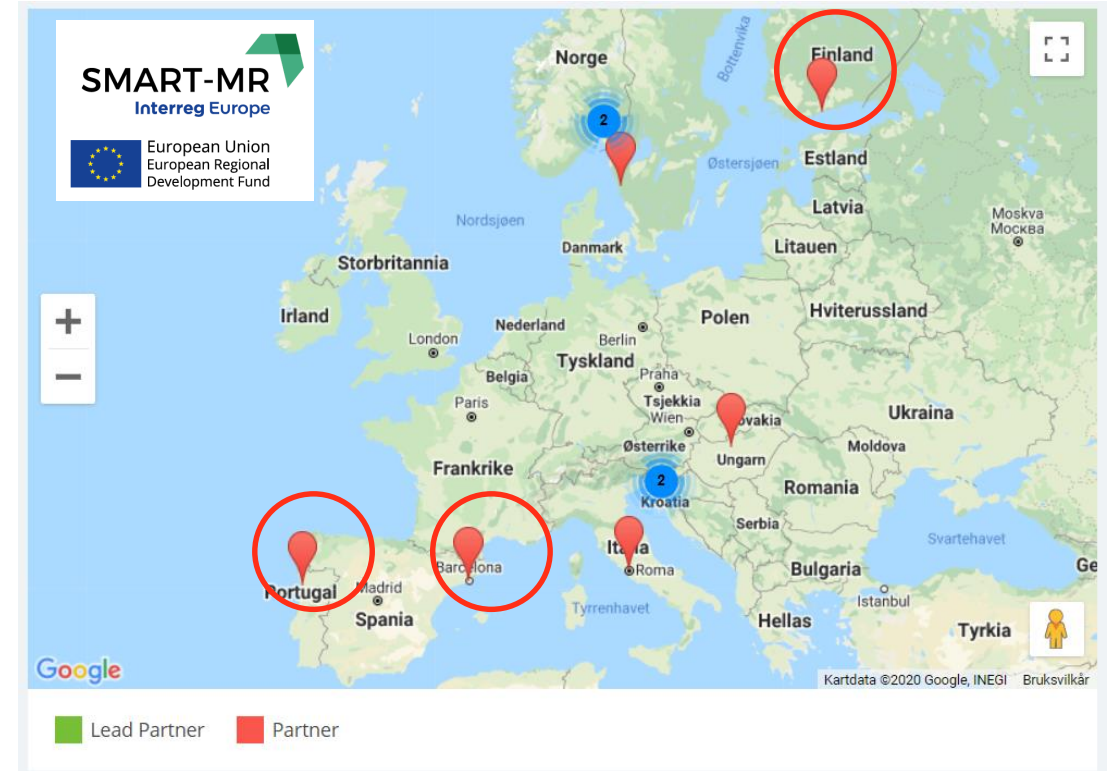 Norge
Bottenvika
Finland
SMART-MR
Interreg Europe
2
European Union
European Regional
Development Fund
Østersjøen
Estland
Latvia
Nordsjøen
Moskva
Москва
Danmark
Litauen
Storbritannia
Irland
Nederland
Polen
Hviterussland
London
Berlin
Tyskland
Belgia
Praha
Paris
Tsjekkia
Wien
Ukraina
Østerrike
Moldova
Frankrike
Ungarn
2
Romania
Kroatia
Serbia
Svartehavet
Italia
Barcelona
Roma
Bulgaria
Ge
Portugal
Madrid
Istanbul
Spania
Tyrrenhavet
Hellas
Tyrkia
Google
Kartdata ©2020 Google, INEGI Bruksvilkår
Lead Partner Partner